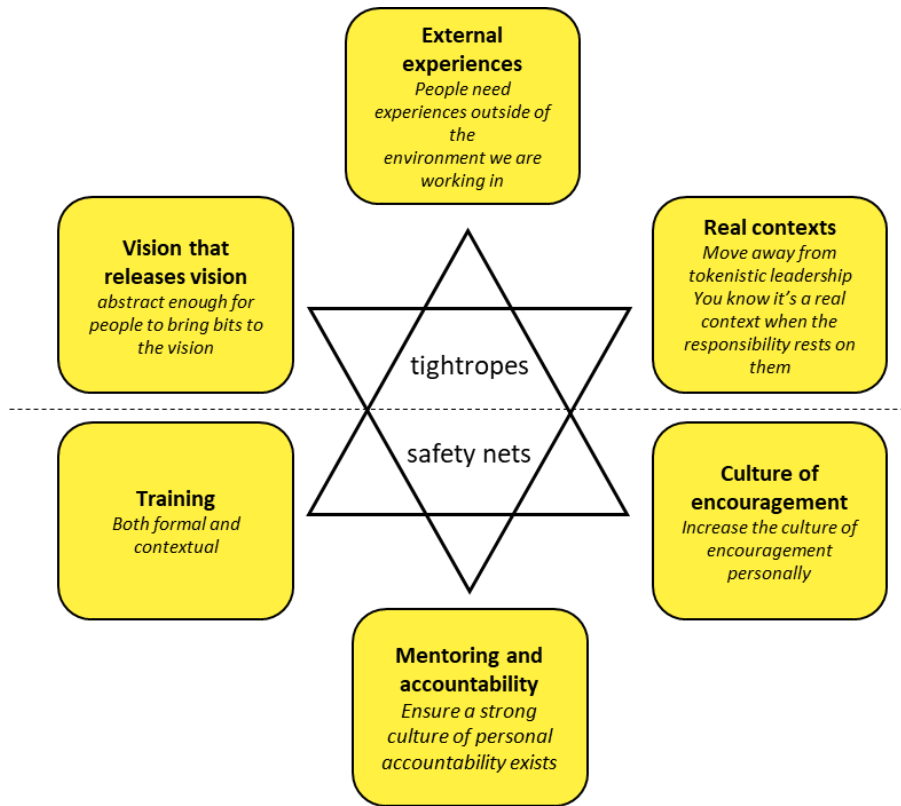 External
experiences
People need
experiences outside of
the
environment we are
working in
Vision that
releases vision
abstract enough for
people to bring bits to
the vision
Real contexts
Move away from
tokenistic leadership
You know it’s a real
context when the
responsibility rests on
them
tightropes
safety nets
Training
Both formal and
contextual
Culture of
encouragement
Increase the culture of
encouragement
personally
Mentoring and
accountability
Ensure a strong
culture of personal
accountability exists